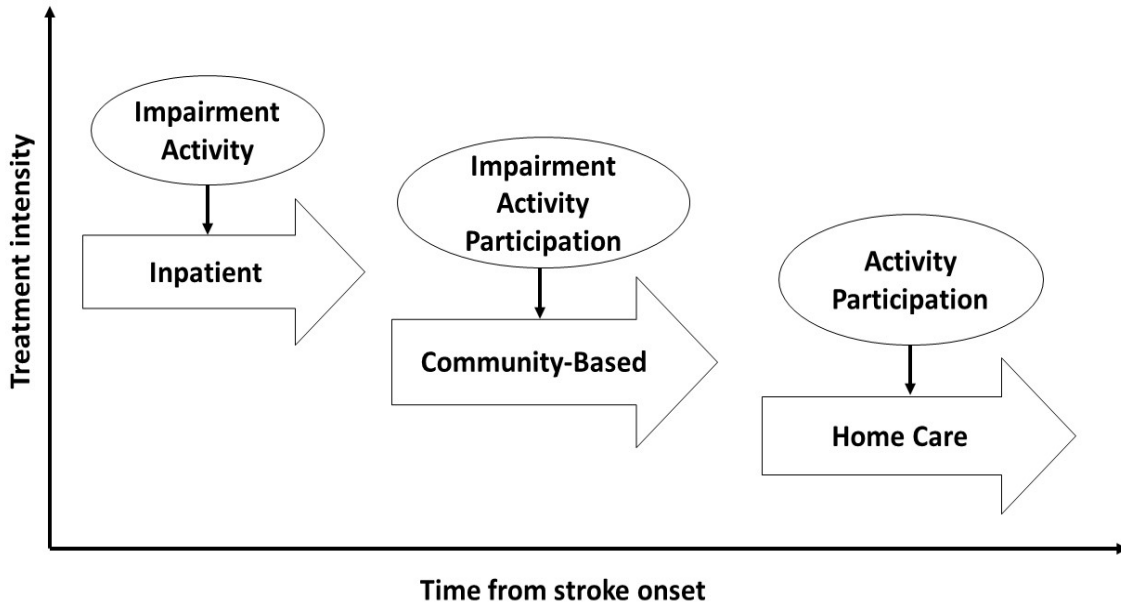 Treatment intensity
Impairment
Activity
Inpatient
Impairment
Activity
Participation
Community-Based
Activity
Participation
Home Care
Time from stroke onset